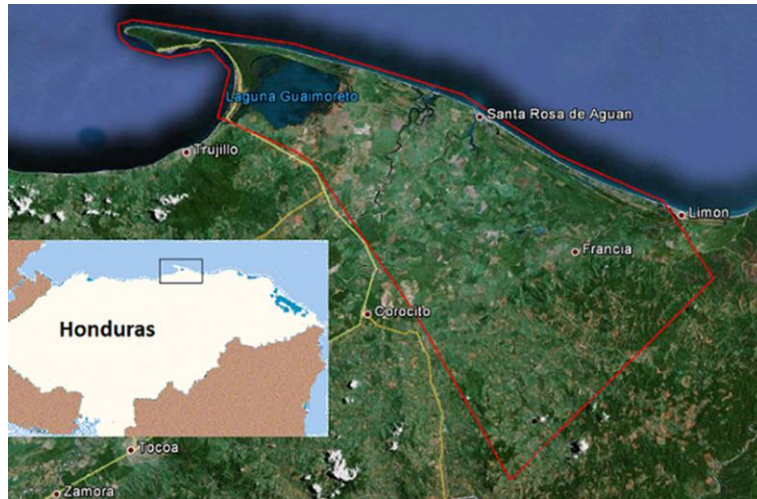 Laguna Guaimoreto
Santa Rosa de Aguan
Trujillo
Limon
Francia
Corocito
Honduras
Tocoa
Zamora